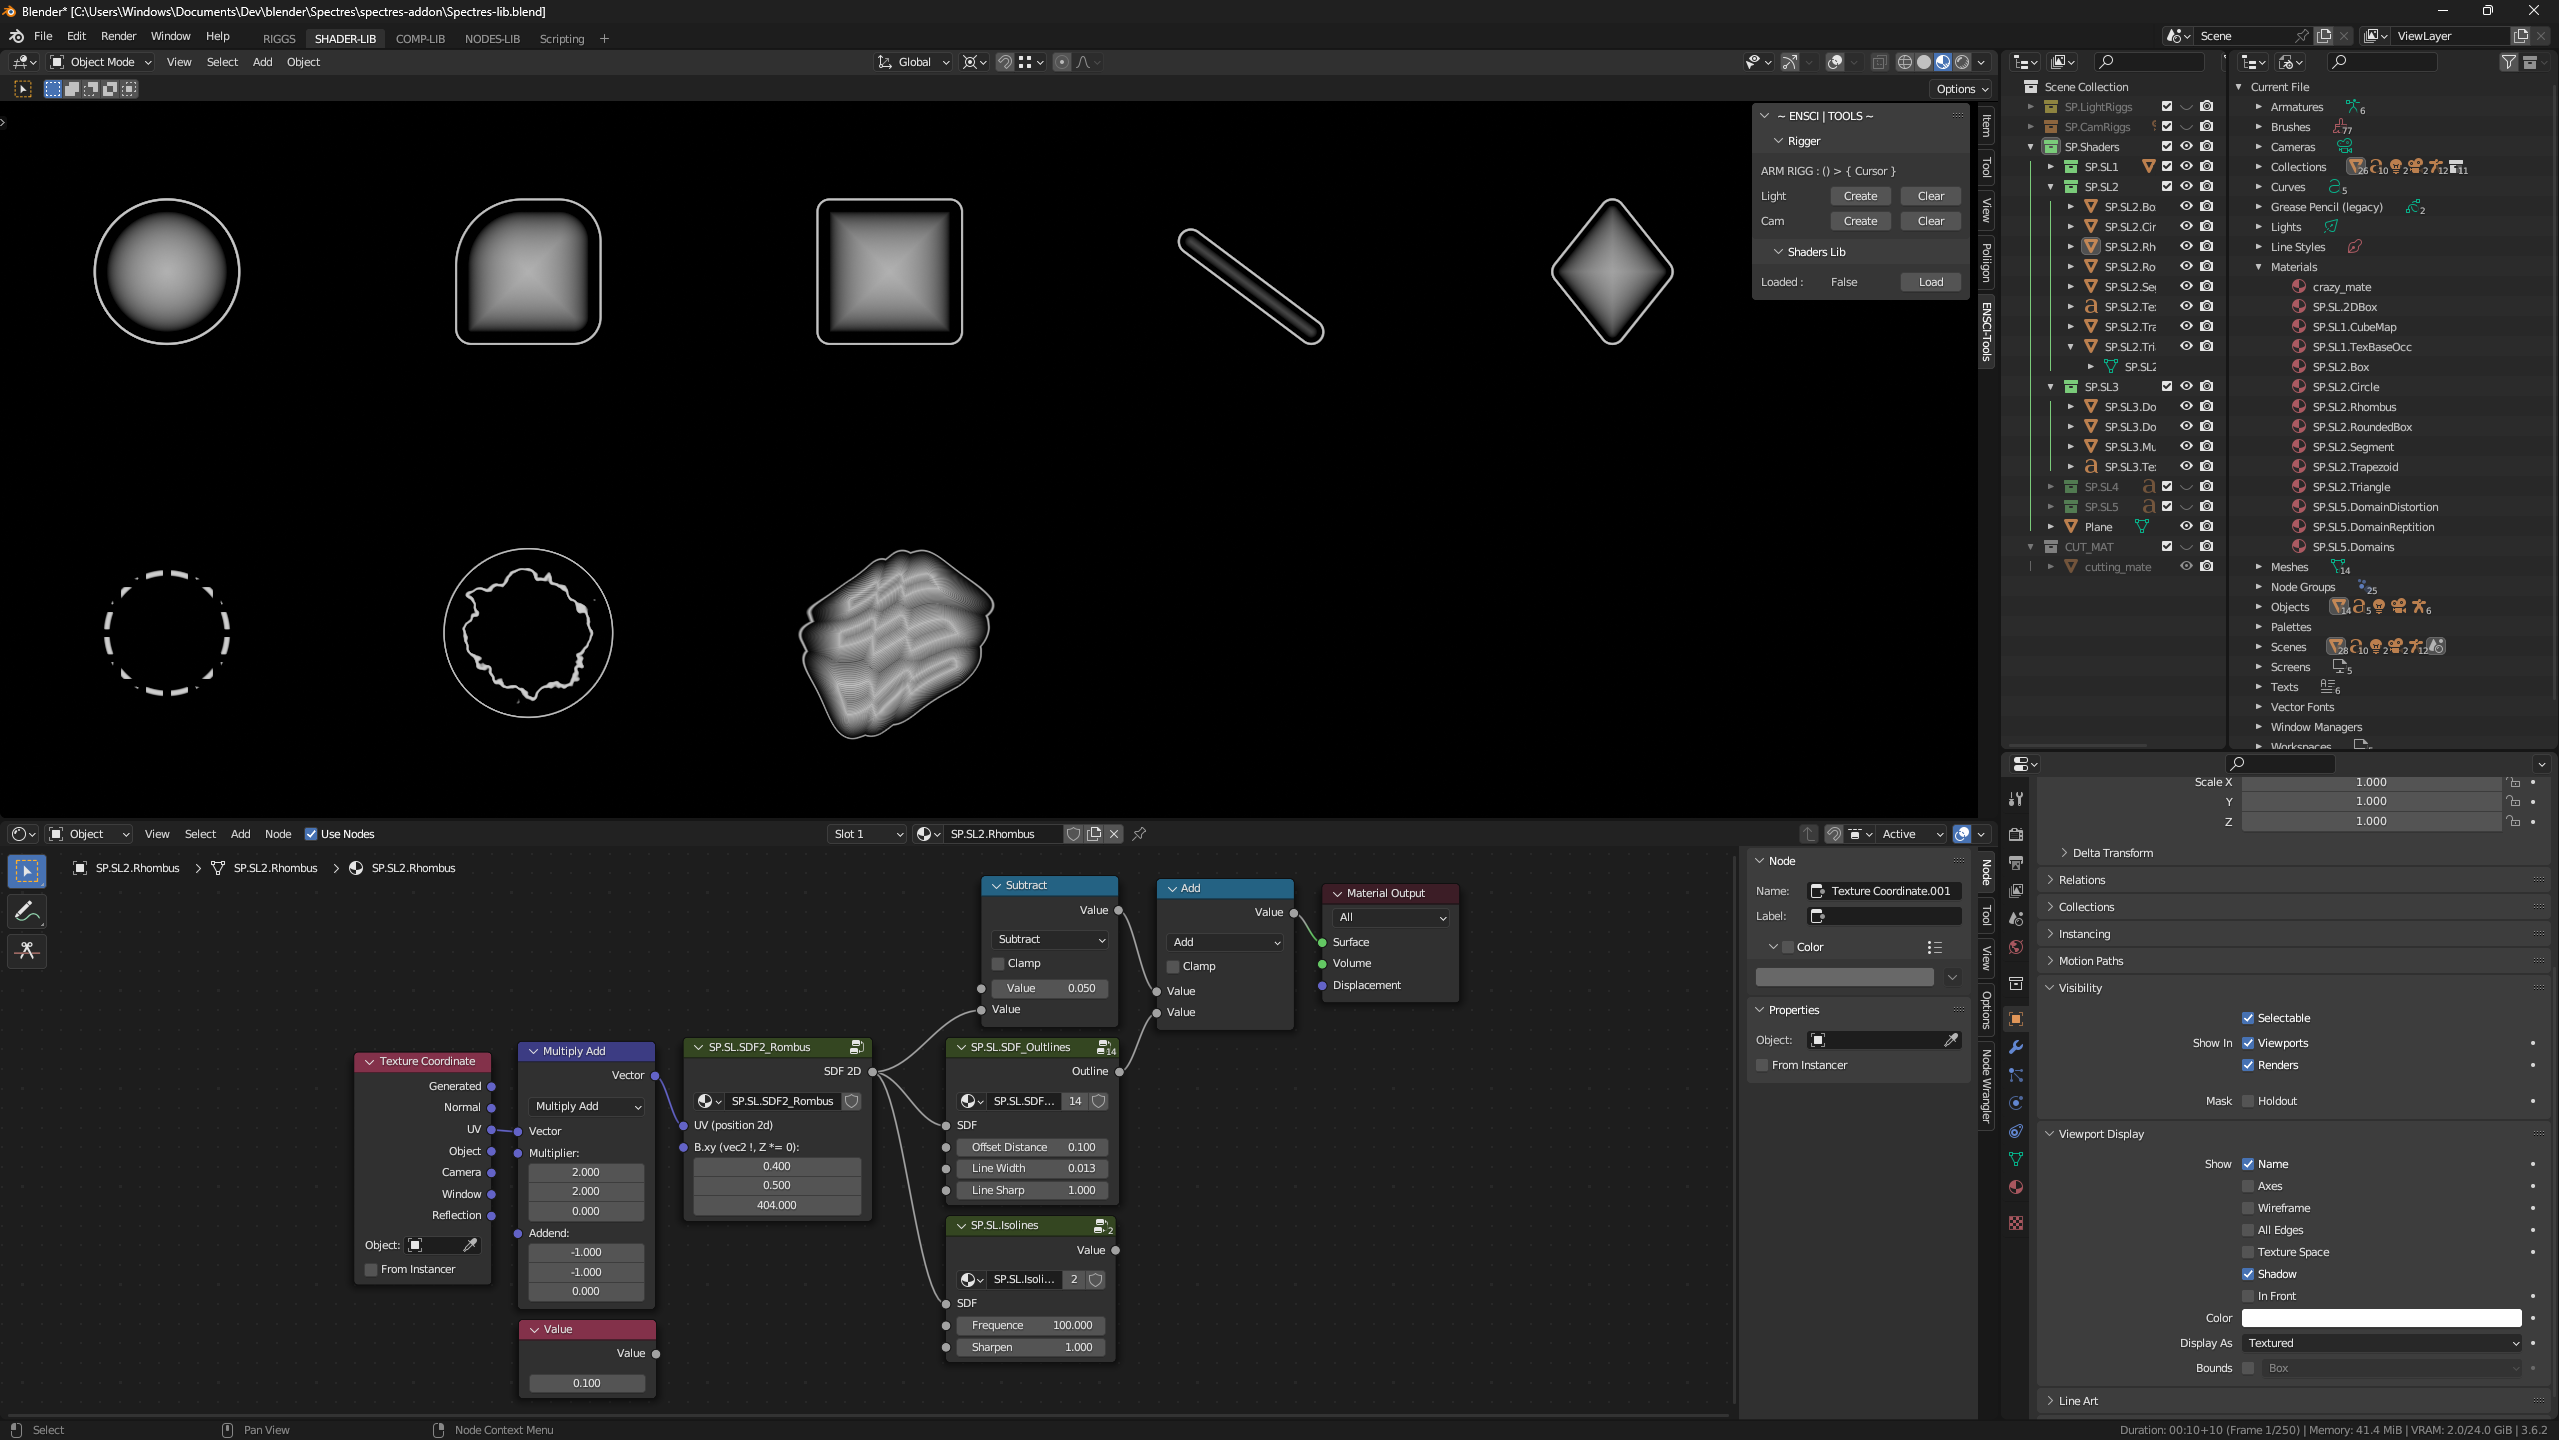 Blender* [C:\Users\Windows\Documents\Dev\blender\Spectres\spectres-addon\Spectres-lib.blend]
File Edit Render Window Help RIGGS SHADER-LIB COMP-LIB NODES-LIB Scripting + Scene ViewLayer
Object Mode View Select Add Object Global
Options
~ ENSCI | TOOLS ~
Rigger
ARM RIGG : () > { Cursor }
Light Create Clear
Cam Create Clear
Shaders Lib
Loaded : False Load
Item
Tool
View
Poliigon
ENSCI-Tools
Scene Collection
SP.LightRiggs
SP.CamRiggs
SP.Shaders
SP.SL1
SP.SL2
SP.SL2.Bo
SP.SL2.Cir
SP.SL2.Rh
SP.SL2.Ro
SP.SL2.Se
SP.SL2.Te
SP.SL2.Tra
SP.SL2.Tri
SP.SL2
SP.SL3
SP.SL3.Do
SP.SL3.Do
SP.SL3.Mu
SP.SL3.Te
SP.SL4
SP.SL5
Plane
CUT_MAT
cutting_mate
Current File
Armatures 6
Brushes 77
Cameras
Collections 26 10 2 2 12 11
Curves 5
Grease Pencil (legacy) 2
Lights
Line Styles
Materials
crazy_mate
SP.SL.2DBox
SP.SL1.CubeMap
SP.SL1.TexBaseOcc
SP.SL2.Box
SP.SL2.Circle
SP.SL2.Rhombus
SP.SL2.RoundedBox
SP.SL2.Segment
SP.SL2.Trapezoid
SP.SL2.Triangle
SP.SL5.DomainDistortion
SP.SL5.DomainReptition
SP.SL5.Domains
Meshes 14
Node Groups 25
Objects 14 5 6
Palettes
Scenes 28 10 2 2 12
Screens 5
Texts 6
Vector Fonts
Window Managers
Workspaces
Object View Select Add Node Use Nodes Slot 1 SP.SL2.Rhombus Active
SP.SL2.Rhombus > SP.SL2.Rhombus > SP.SL2.Rhombus
Texture Coordinate
Generated
Normal
UV
Object
Camera
Window
Reflection
Object:
From Instancer
Multiply Add
Vector
Multiply Add
Vector
Multiplier:
2.000
2.000
0.000
Addend:
-1.000
-1.000
0.000
Value
Value
0.100
SP.SL.SDF2_Rombus
SDF 2D
SP.SL.SDF2_Rombus
UV (position 2d)
B.xy (vec2 !, Z *= 0):
0.400
0.500
404.000
Subtract
Value
Subtract
Clamp
Value 0.050
Value
SP.SL.SDF_Oultlines 14
Outline
SP.SL.SDF... 14
SDF
Offset Distance 0.100
Line Width 0.013
Line Sharp 1.000
SP.SL.Isolines 2
Value
SP.SL.Isoli... 2
SDF
Frequence 100.000
Sharpen 1.000
Add
Value
Add
Clamp
Value
Value
Material Output
All
Surface
Volume
Displacement
Node
Name: Texture Coordinate.001
Label:
Color
Properties
Object:
From Instancer
Node
Tool
View
Options
Node Wrangler
Scale X 1.000
Y 1.000
Z 1.000
Delta Transform
Relations
Collections
Instancing
Motion Paths
Visibility
Selectable
Show In Viewports
Renders
Mask Holdout
Viewport Display
Show Name
Axes
Wireframe
All Edges
Texture Space
Shadow
In Front
Color
Display As Textured
Bounds Box
Line Art
Select Pan View Node Context Menu Duration: 00:10+10 (Frame 1/250) | Memory: 41.4 MiB | VRAM: 2.0/24.0 GiB | 3.6.2